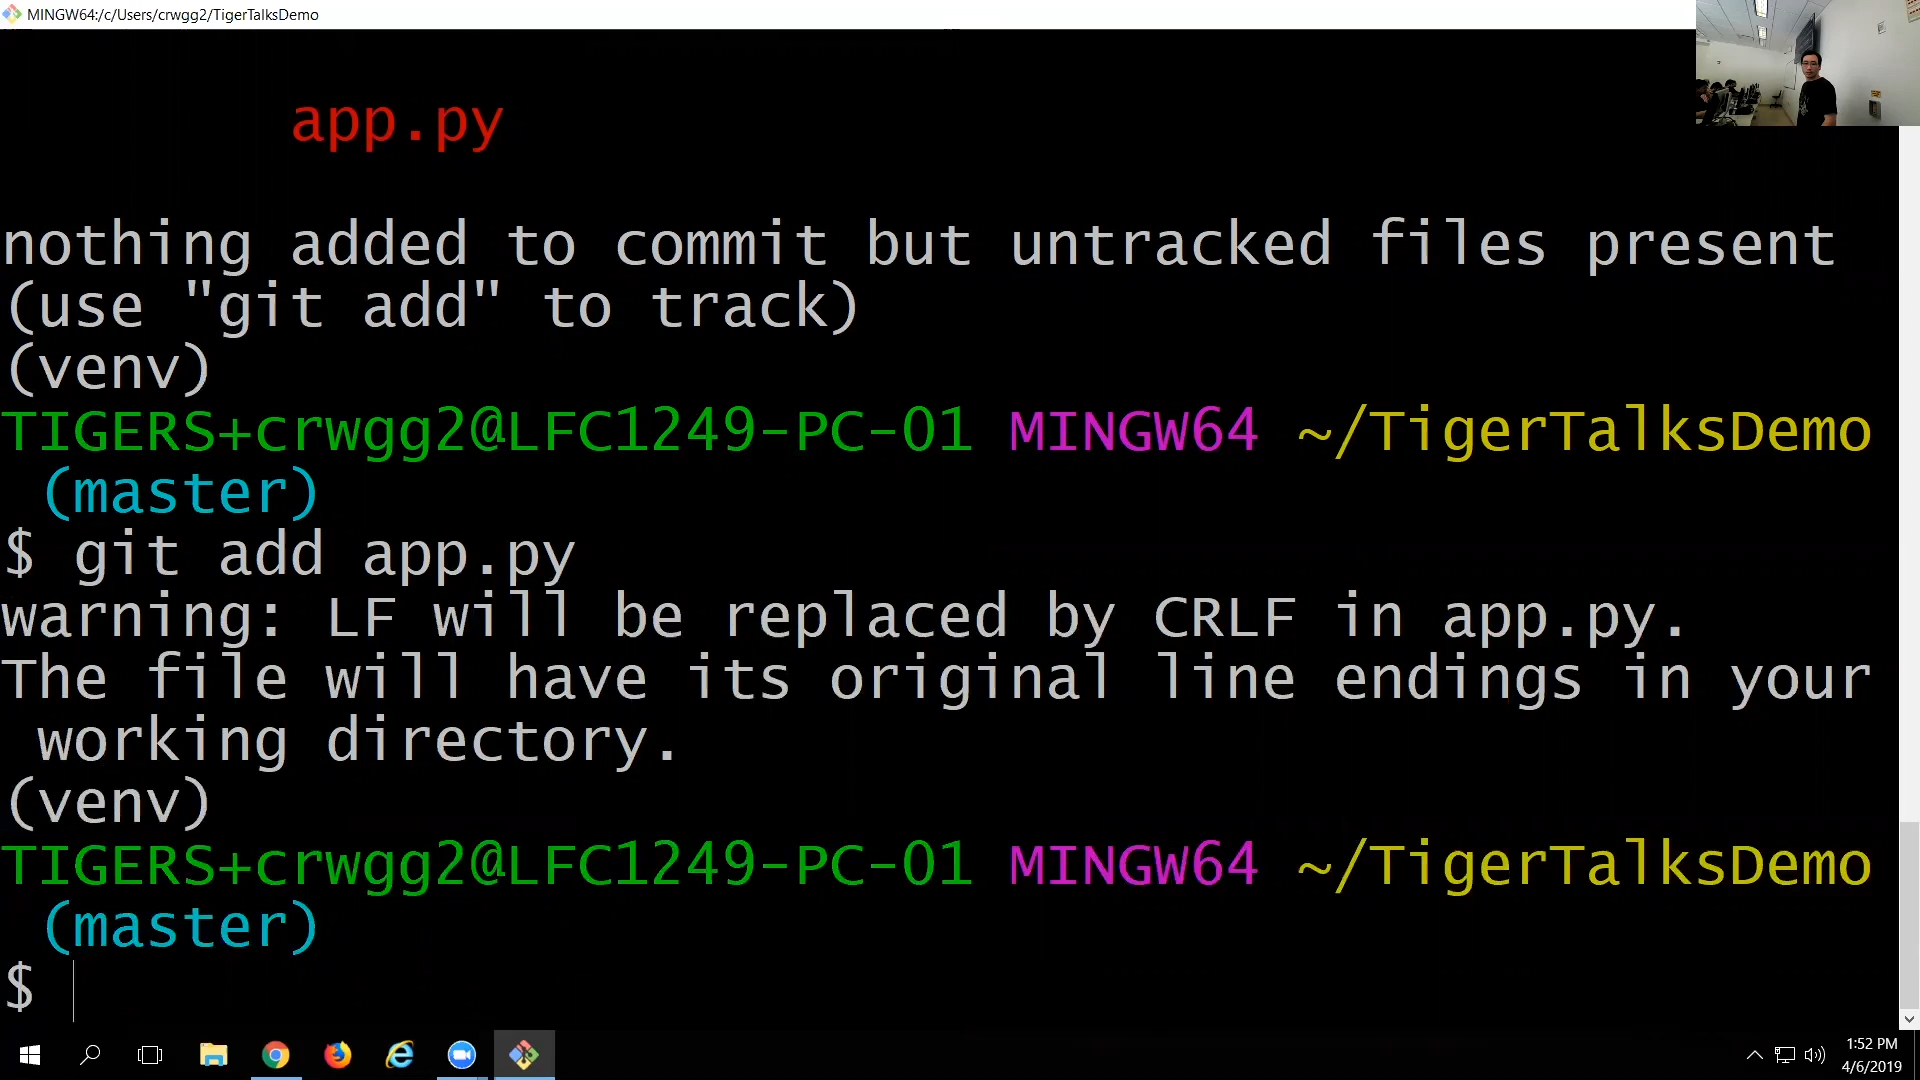 MINGW64:/c/Users/crwgg2/TigerTalksDemo
app.py
nothing added to commit but untracked files present
(use "git add" to track)
(venv)
TIGERS+crwgg2@LFC1249-PC-01 MINGW64 ~/TigerTalksDemo
(master)
$ git add app.py
warning: LF will be replaced by CRLF in app.py.
The file will have its original line endings in your
working directory.
(venv)
TIGERS+crwgg2@LFC1249-PC-01 MINGW64 ~/TigerTalksDemo
(master)
$
1:52 PM
4/6/2019